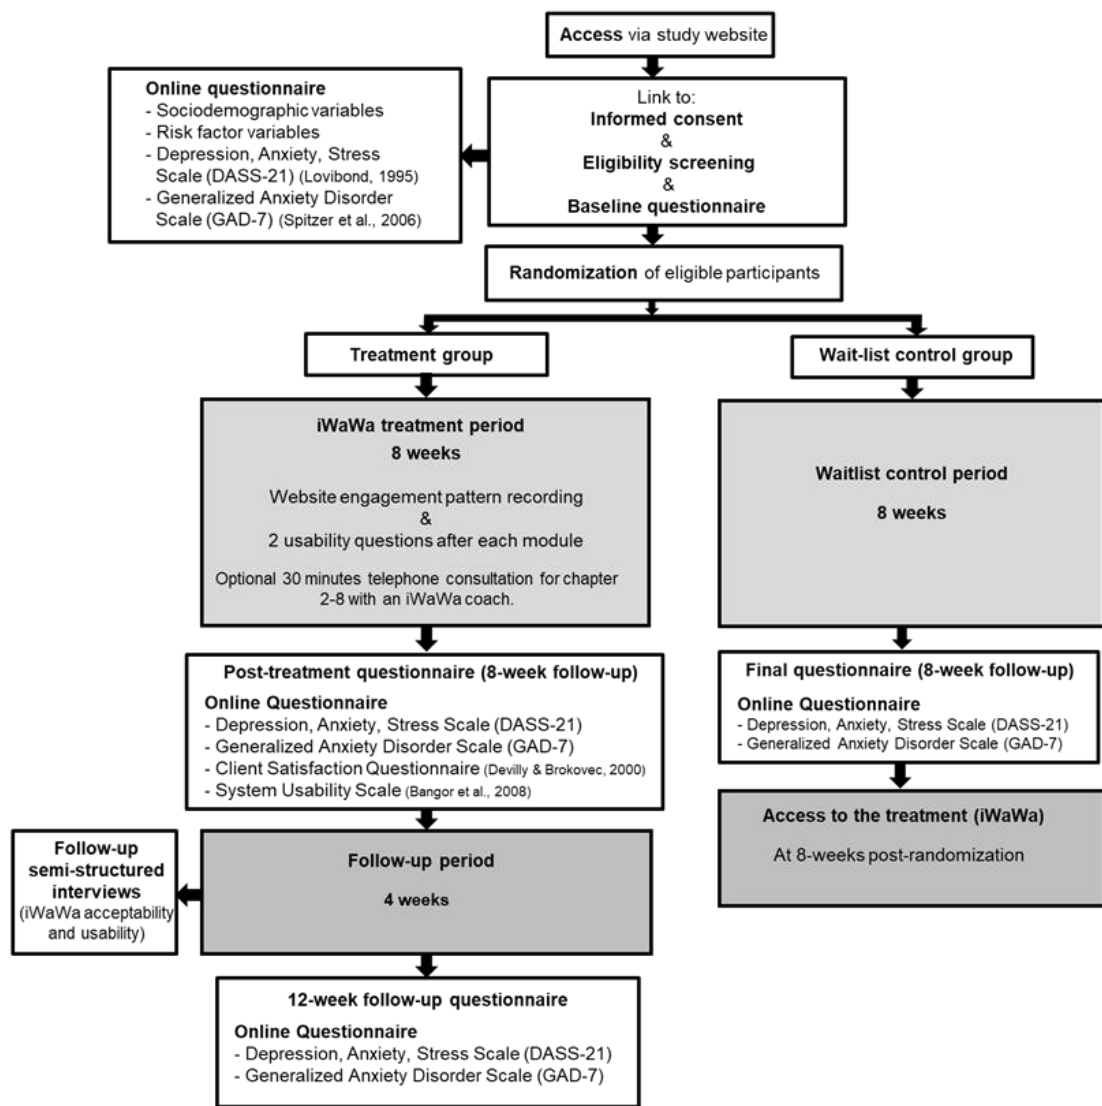 Access via study website
Online questionnaire
- Sociodemographic variables
- Risk factor variables
- Depression, Anxiety, Stress
Scale (DASS-21) (Lovibond, 1995)
- Generalized Anxiety Disorder
Scale (GAD-7) (Spitzer et al., 2006)
Link to:
Informed consent
&
Eligibility screening
&
Baseline questionnaire
Randomization of eligible participants
Treatment group
Wait-list control group
iWaWa treatment period
8 weeks
Website engagement pattern recording
&
2 usability questions after each module
Optional 30 minutes telephone consultation for chapter
2-8 with an iWaWa coach.
Waitlist control period
8 weeks
Post-treatment questionnaire (8-week follow-up)
Online Questionnaire
- Depression, Anxiety, Stress Scale (DASS-21)
- Generalized Anxiety Disorder Scale (GAD-7)
- Client Satisfaction Questionnaire (Devilly & Brokovec, 2000)
- System Usability Scale (Bangor et al., 2008)
Final questionnaire (8-week follow-up)
Online Questionnaire
- Depression, Anxiety, Stress Scale (DASS-21)
- Generalized Anxiety Disorder Scale (GAD-7)
Access to the treatment (iWaWa)
At 8-weeks post-randomization
Follow-up
semi-structured
interviews
(iWaWa acceptability
and usability)
Follow-up period
4 weeks
12-week follow-up questionnaire
Online Questionnaire
- Depression, Anxiety, Stress Scale (DASS-21)
- Generalized Anxiety Disorder Scale (GAD-7)